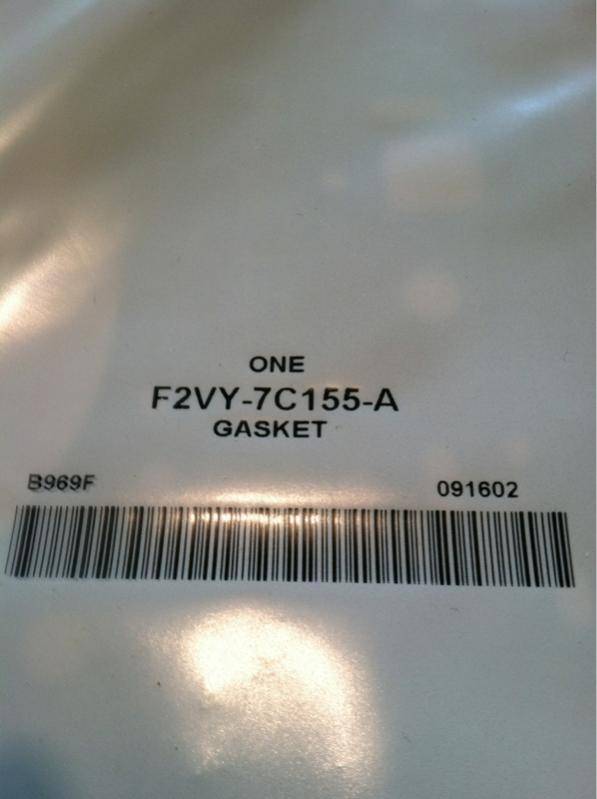 ONE
F2VY-7C155-A
GASKET
B969F 091602